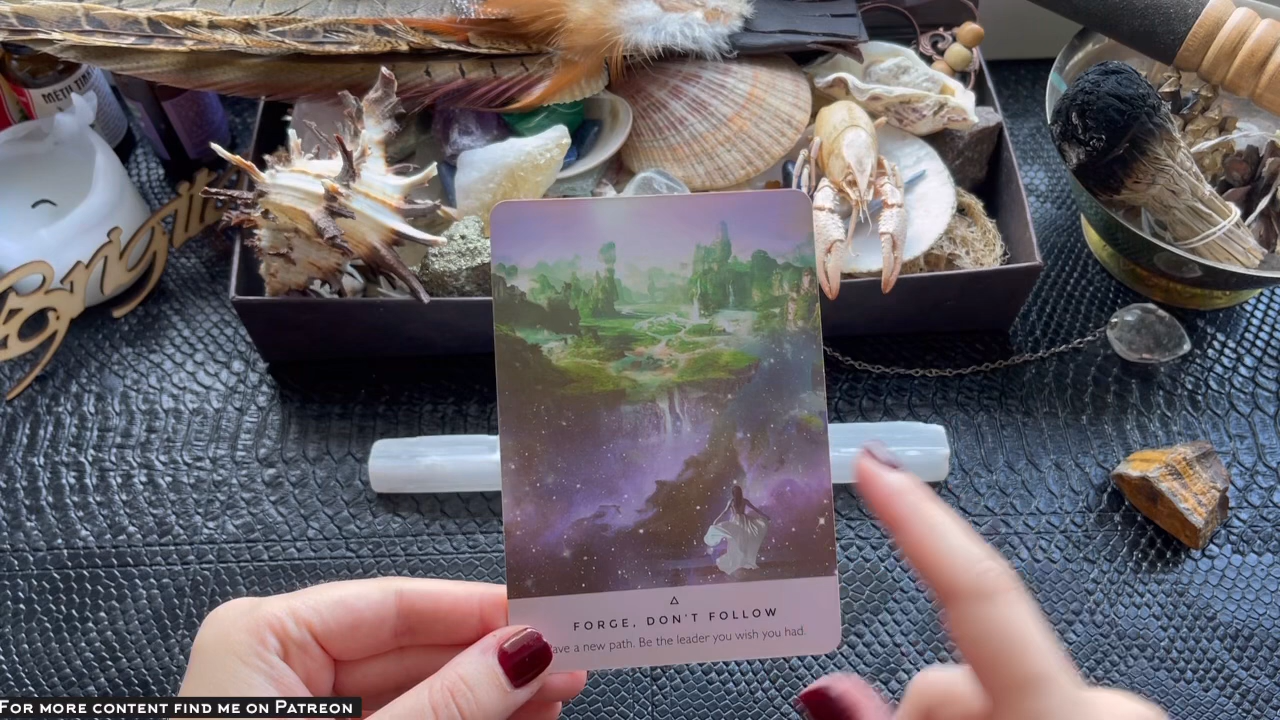 FORGE, DON'T FOLLOW
a new path. Be the leader you wish you had.
FOR MORE CONTENT FIND ME ON PATREON